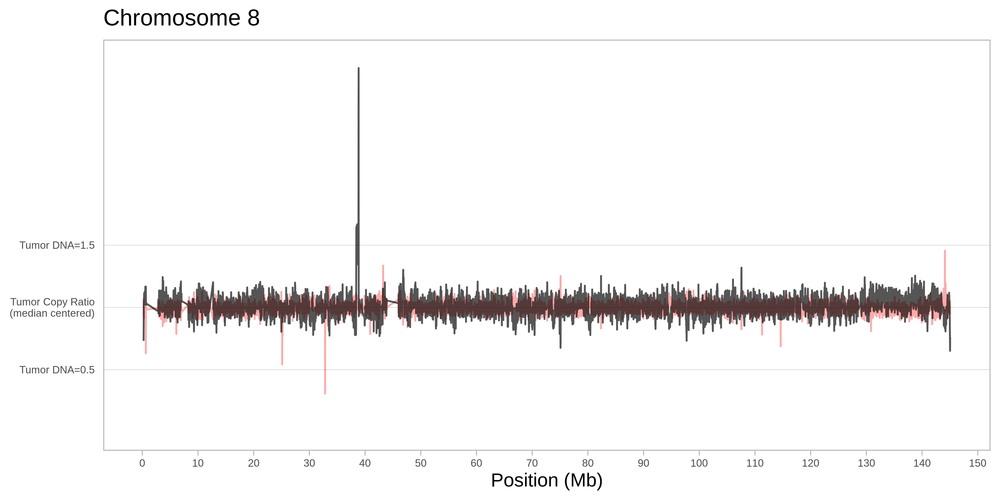 Chromosome 8
Tumor DNA=1.5
Tumor Copy Ratio
(median centered)
Tumor DNA=0.5
0 10 20 30 40 50 60 70 80 90 100 110 120 130 140 150
Position (Mb)